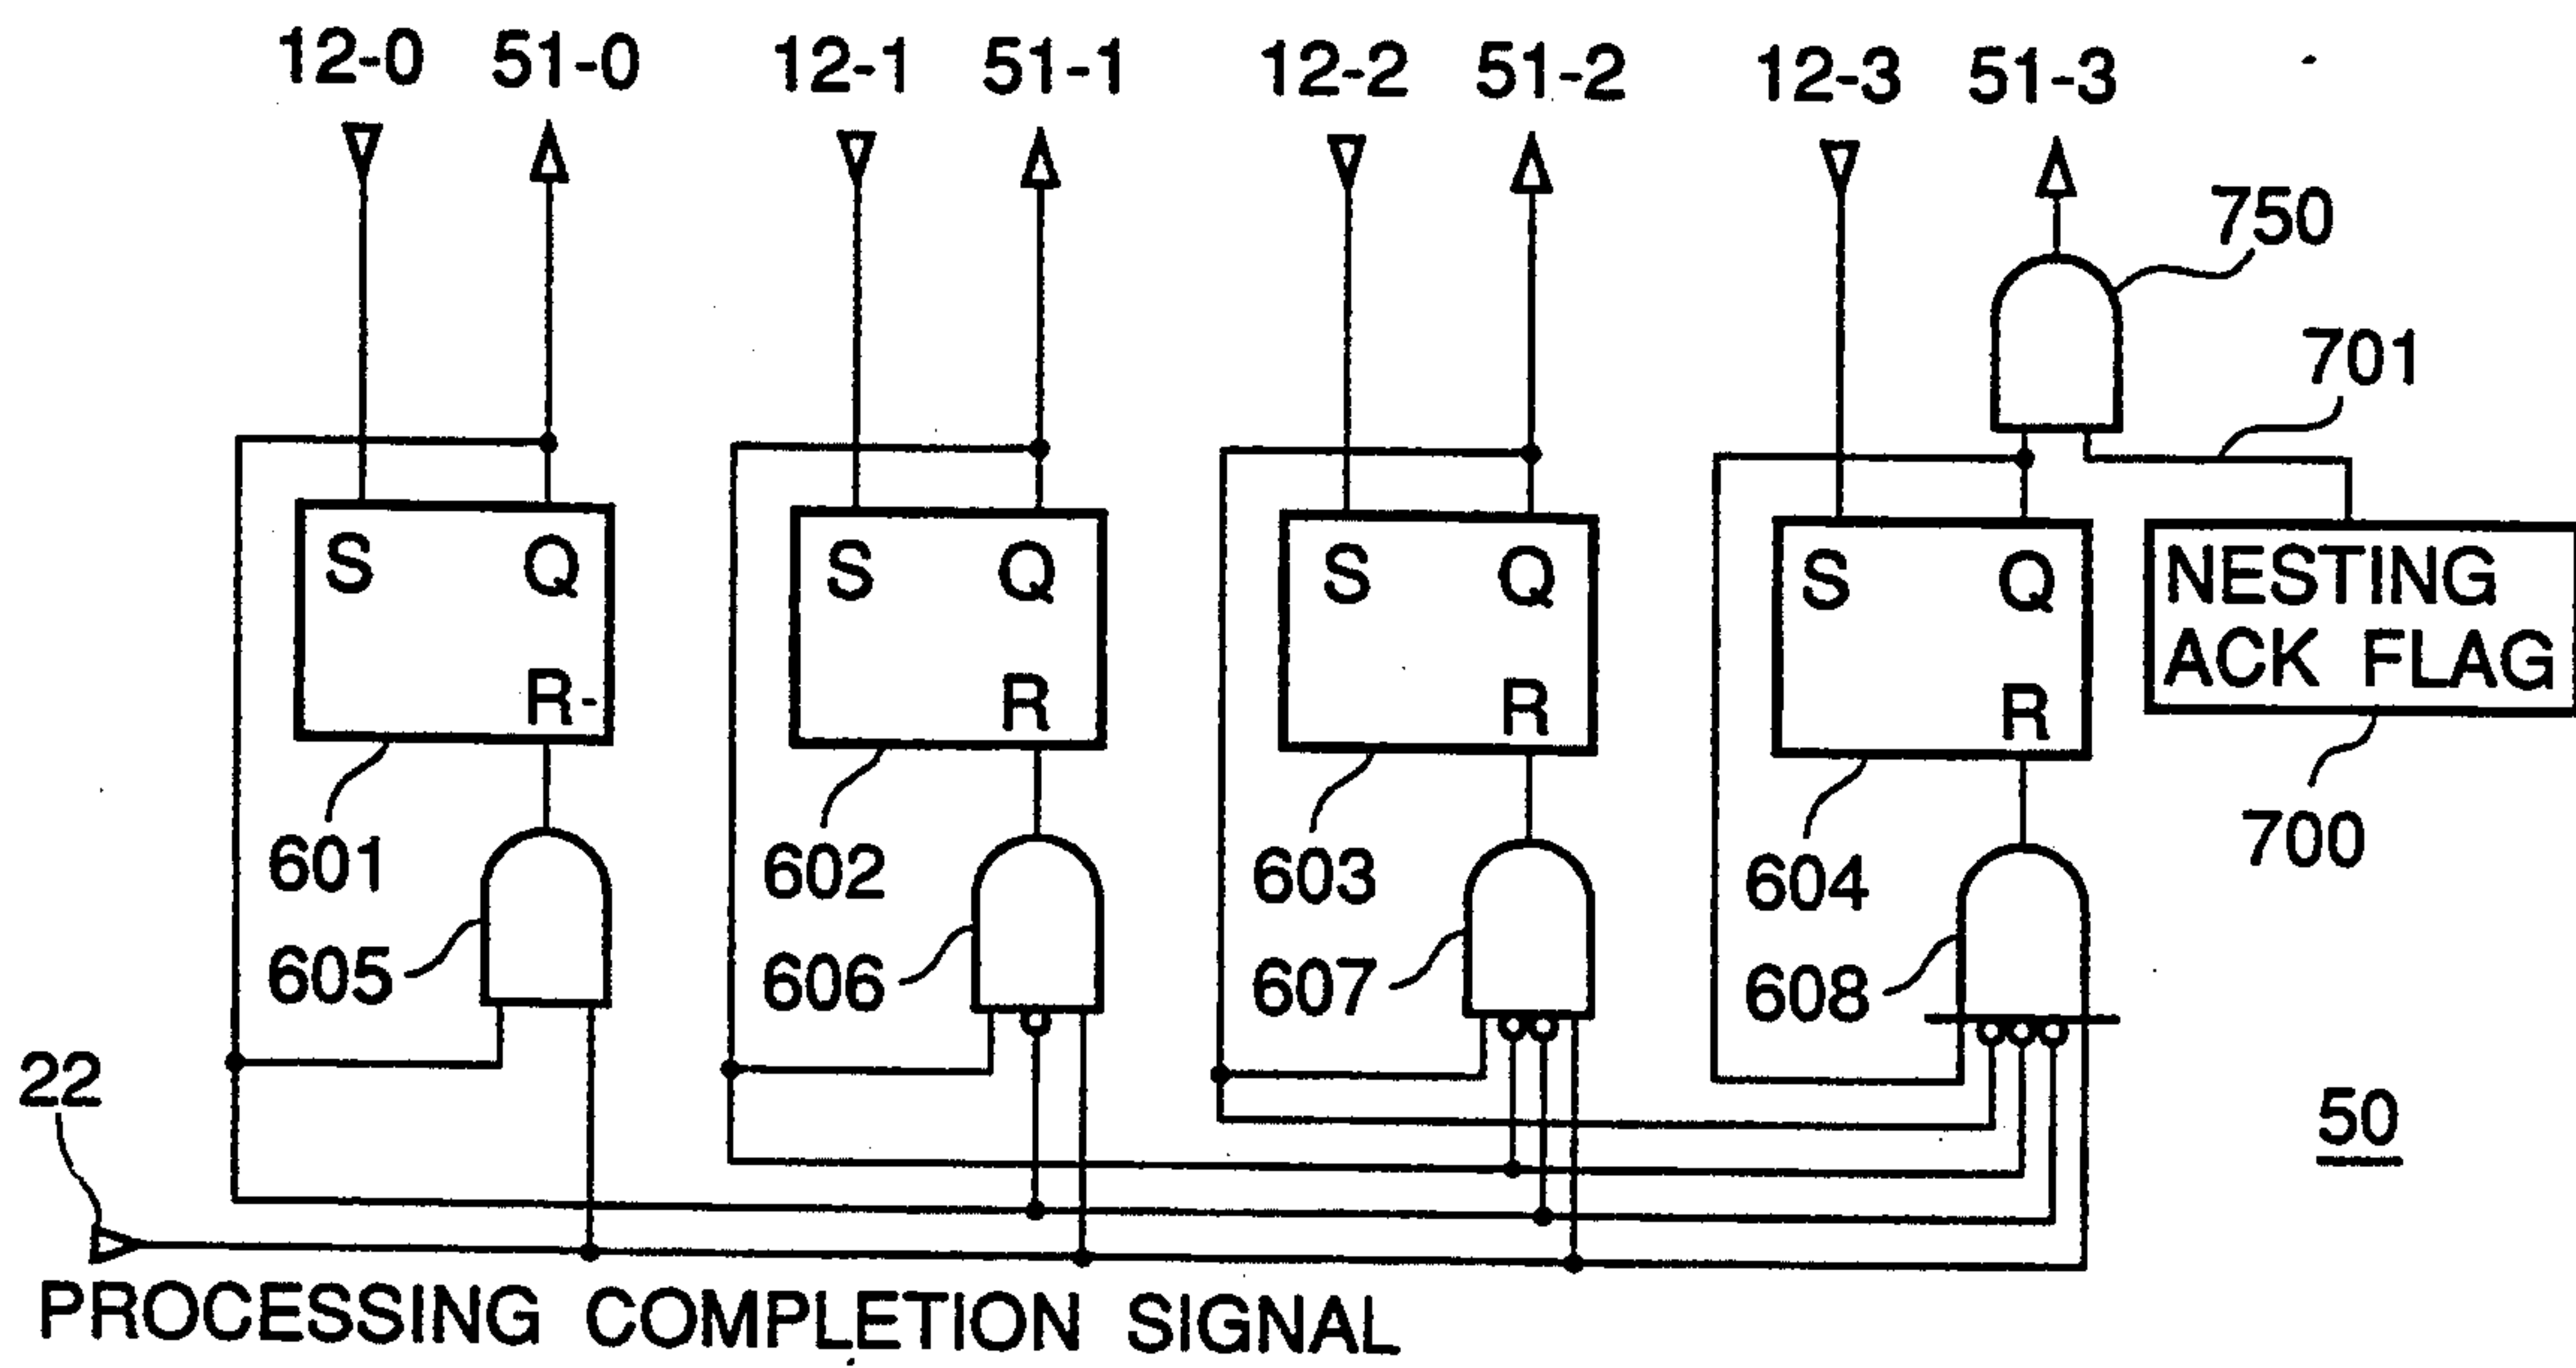 12-0 51-0 12-1 51-1 12-2 51-2 12-3 51-3
750
701
S Q S Q S Q S Q NESTING
R- R R R ACK FLAG
601 602 603 604 700
605 606 607 608
22
50
PROCESSING COMPLETION SIGNAL